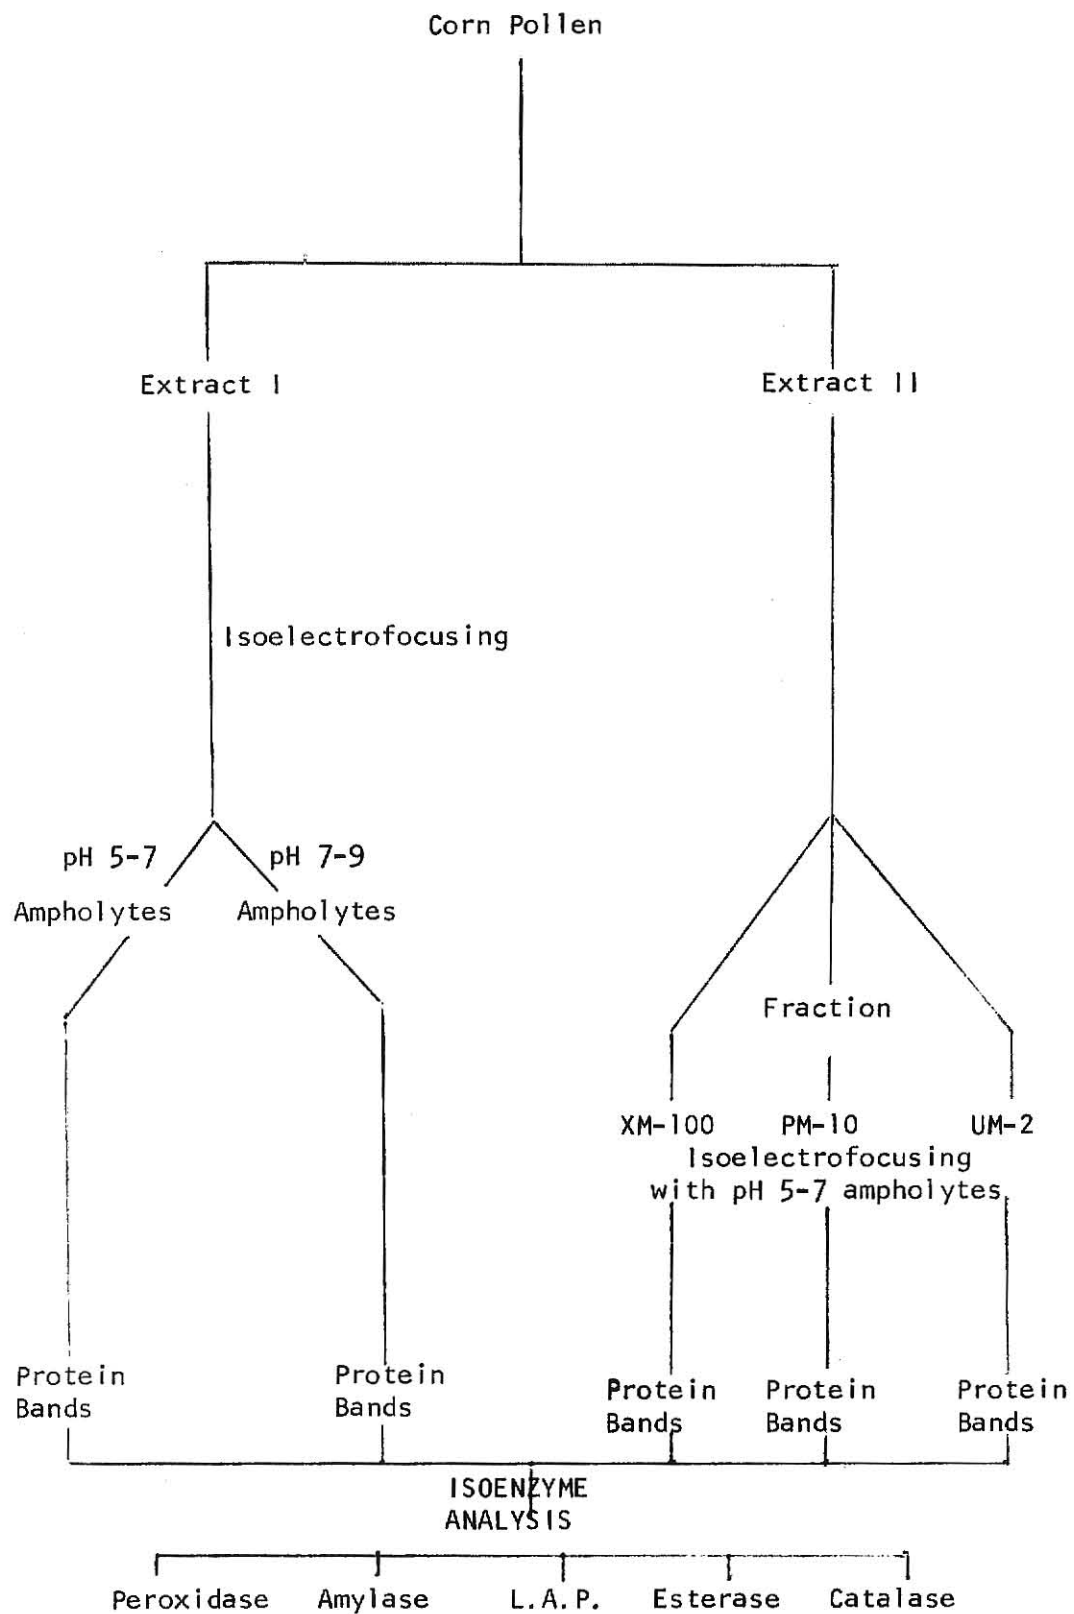 Corn Pollen
Extract I
Extract II
Isoelectrofocusing
pH 5-7
pH 7-9
Ampholytes
Ampholytes
Fraction
XM-100
PM-10
UM-2
Isoelectrofocusing
with pH 5-7 ampholytes
Protein
Bands
Protein
Bands
Protein
Bands
Protein
Bands
Protein
Bands
ISOENZYME
ANALYSIS
Peroxidase
Amylase
L.A.P.
Esterase
Catalase